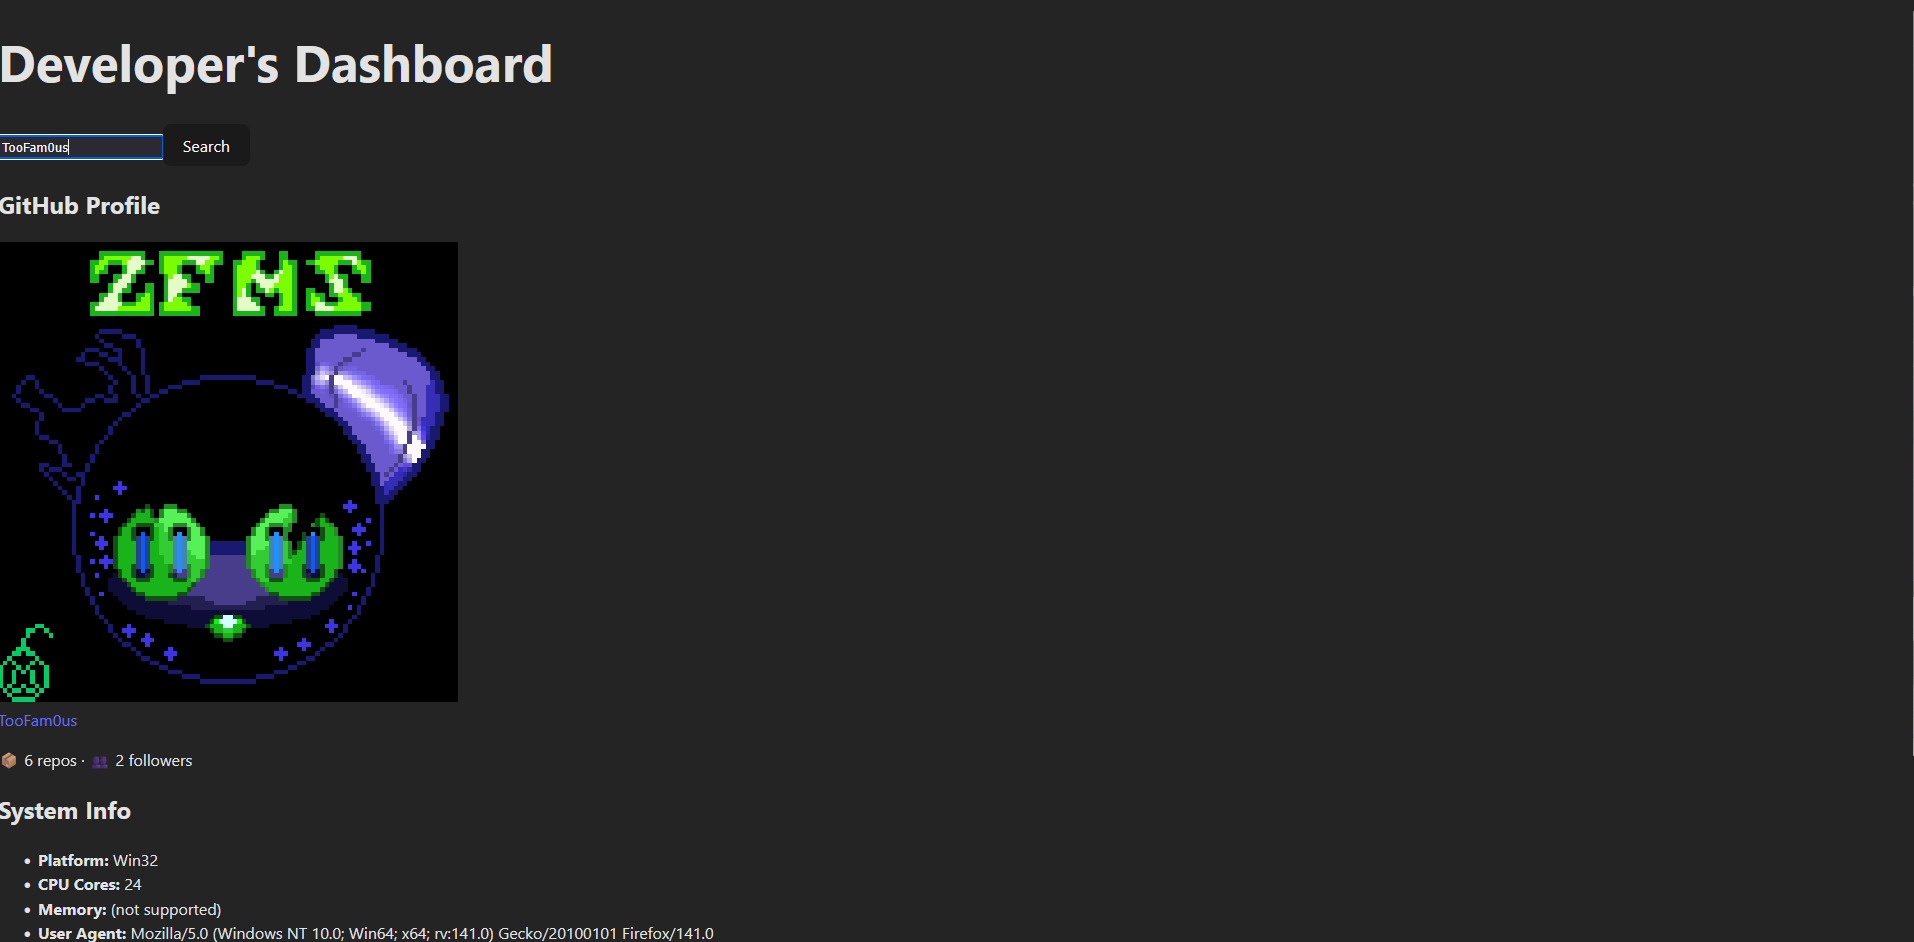 Developer's Dashboard
TooFam0us Search
GitHub Profile
ZFMS
TooFam0us
6 repos · 2 followers
System Info
• Platform: Win32
• CPU Cores: 24
• Memory: (not supported)
• User Agent: Mozilla/5.0 (Windows NT 10.0; Win64; x64; rv:141.0) Gecko/20100101 Firefox/141.0